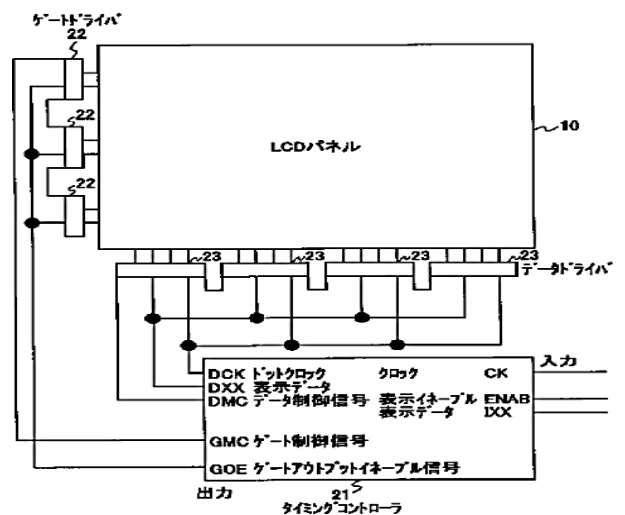 ゲートドライバ
22
22
22
LCDパネル
10
23
23
23
23
データドライバ
DCK ドットクロック クロック CK
入力
DXX 表示データ
DMC データ制御信号 表示イネーブル ENAB
表示データ IXX
GMC ゲート制御信号
GOE ゲートアウトプットイネーブル信号
出力
21
タイミングコントローラ